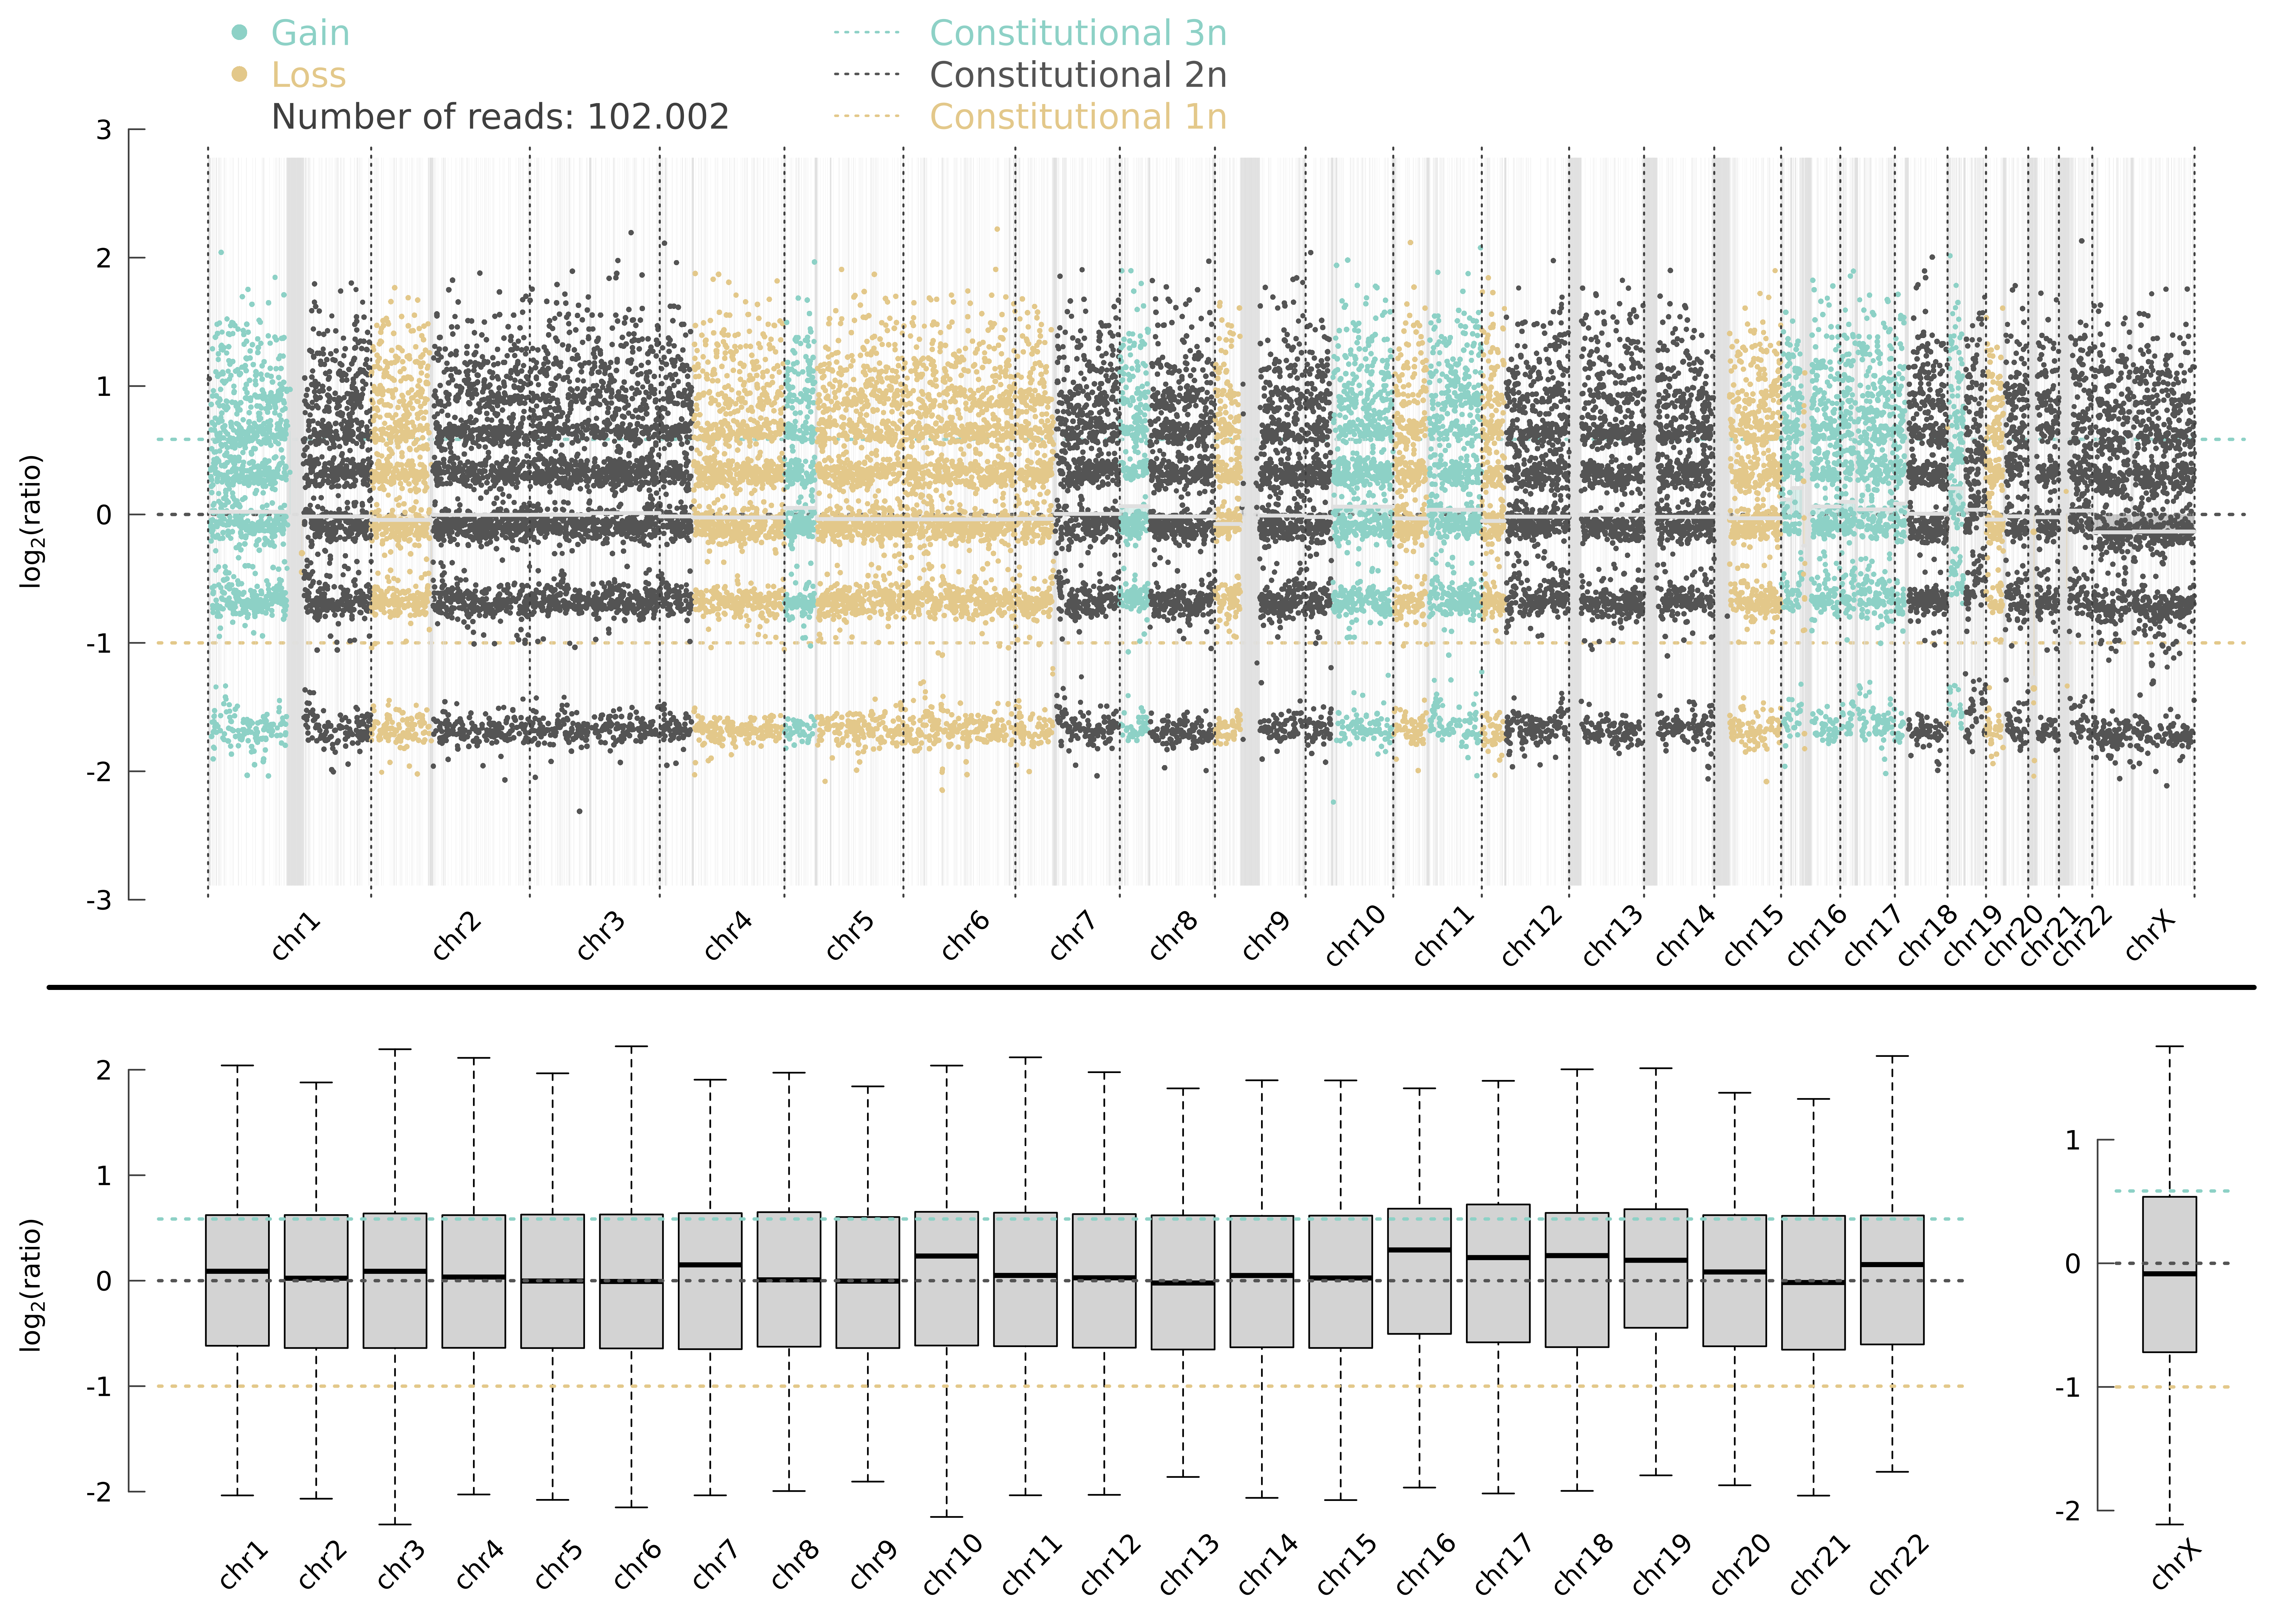 Gain
Loss
Number of reads: 102.002
Constitutional 3n
Constitutional 2n
Constitutional 1n
log2(ratio)
3
2
1
0
-1
-2
-3
chr1 chr2 chr3 chr4 chr5 chr6 chr7 chr8 chr9 chr10 chr11 chr12 chr13 chr14 chr15 chr16 chr17 chr18 chr19 chr20 chr21 chr22 chrX
log2(ratio)
2
1
0
-1
-2
chr1 chr2 chr3 chr4 chr5 chr6 chr7 chr8 chr9 chr10 chr11 chr12 chr13 chr14 chr15 chr16 chr17 chr18 chr19 chr20 chr21 chr22
1
0
-1
-2
chrX